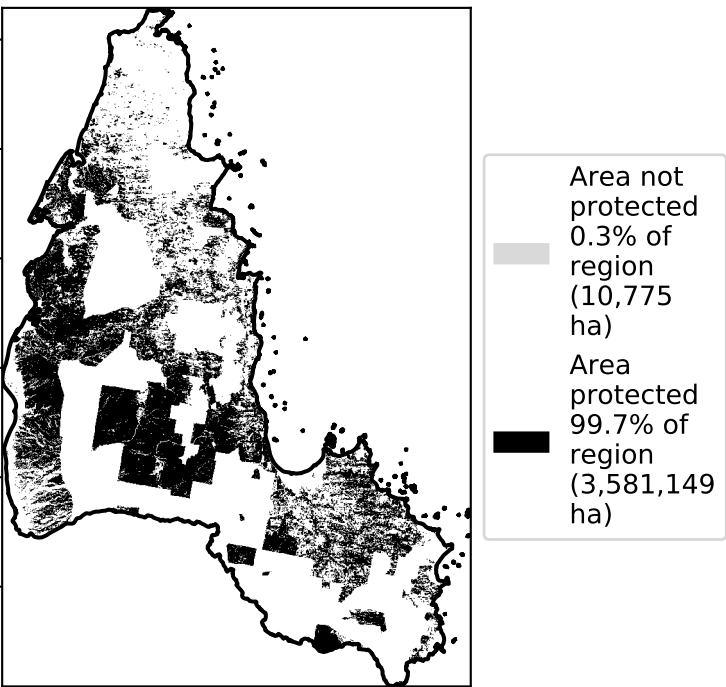 Area not
protected
0.3% of
region
(10,775
ha)
Area
protected
99.7% of
region
(3,581,149
ha)